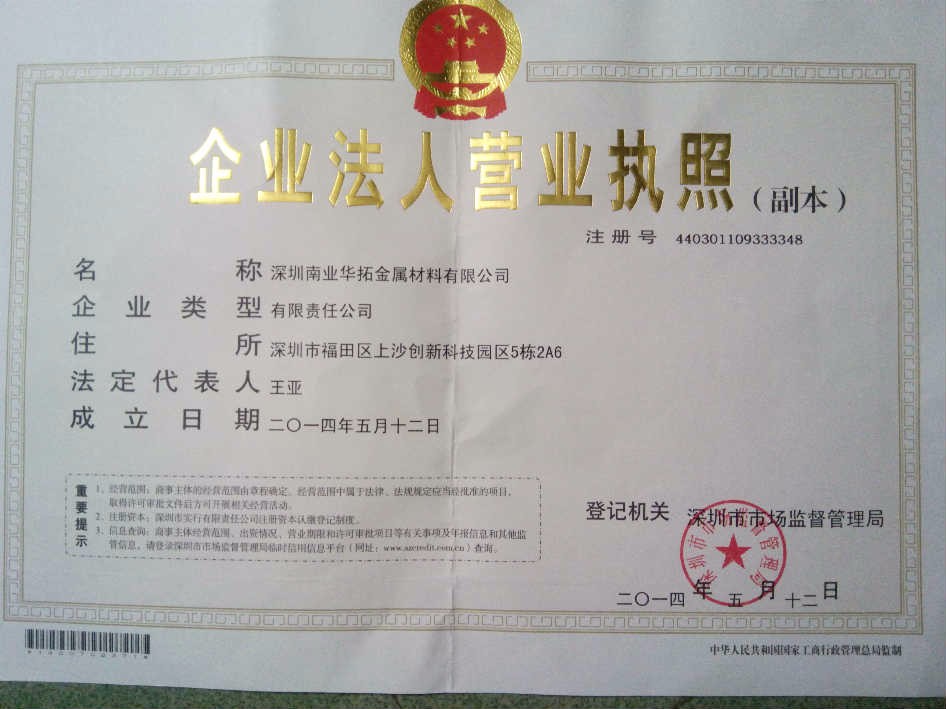 企业法人营业执照（副本）
注册号 440301109333348
名称 深圳南业华拓金属材料有限公司
企业类型 有限责任公司
住所 深圳市福田区上沙创新科技园区5栋2A6
法定代表人 王亚
成立日期 二〇一四年五月十二日
重要提示
1、经营范围：商事主体的经营范围由章程确定。经营范围中属于法律、法规规定应当经批准的项目，
取得许可审批文件后方可开展相关经营活动。
2、注册资本：深圳市实行有限责任公司注册资本认缴登记制度。
3、信息查询：商事主体经营范围、出资情况、营业期限和许可审批项目等有关事项及年报信息和其他监
管信息，请登录深圳市市场监督管理局临时信用信息平台（网址：www.szcredit.com.cn）查询。
登记机关 深圳市市场监督管理局
深圳市市场监督管理局
二〇一四年五月十二日
中华人民共和国国家工商行政管理总局监制